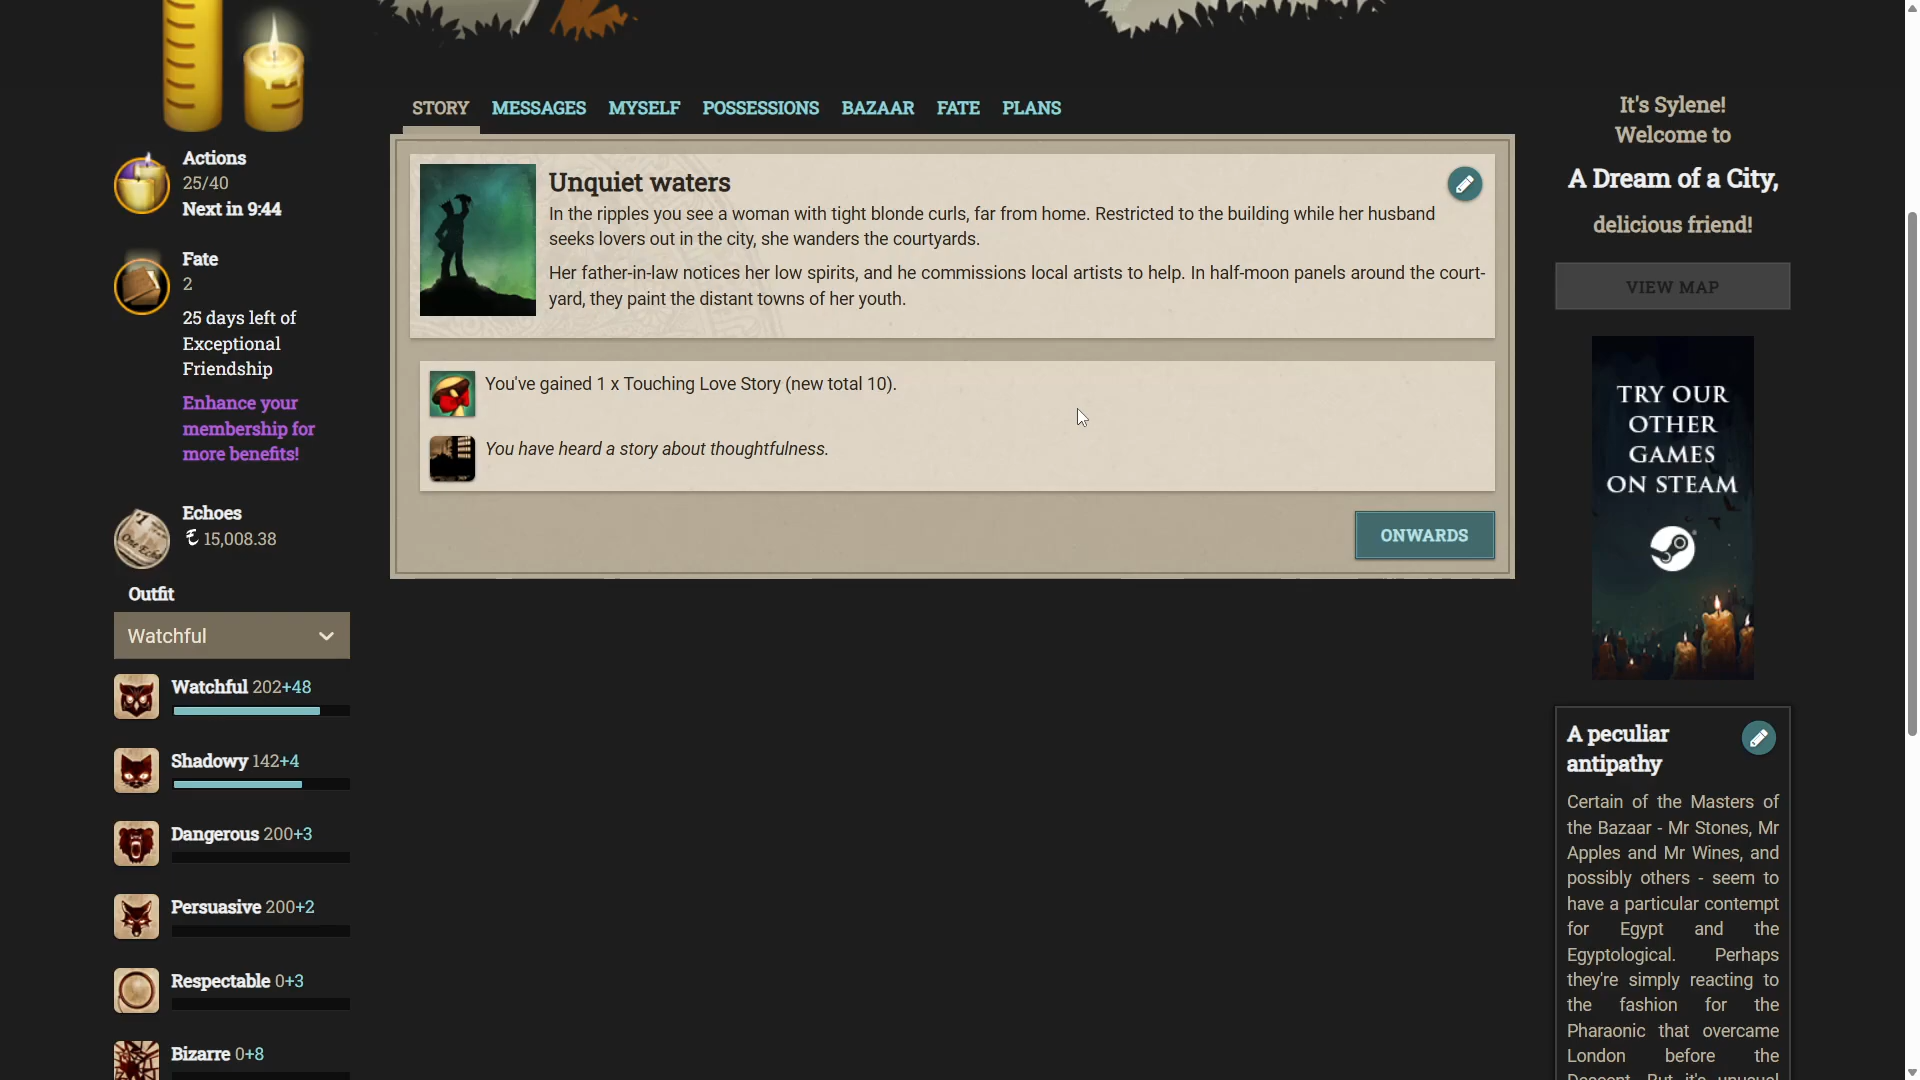 STORY MESSAGES MYSELF POSSESSIONS BAZAAR FATE PLANS
Actions
25/40
Next in 9:44
Fate
2
25 days left of
Exceptional
Friendship
Enhance your
membership for
more benefits!
Echoes
15,008.38
Outfit
Watchful
Watchful 202+48
Shadowy 142+4
Dangerous 200+3
Persuasive 200+2
Respectable 0+3
Bizarre 0+8
Unquiet waters
In the ripples you see a woman with tight blonde curls, far from home. Restricted to the building while her husband
seeks lovers out in the city, she wanders the courtyards.
Her father-in-law notices her low spirits, and he commissions local artists to help. In half-moon panels around the court-
yard, they paint the distant towns of her youth.
You've gained 1 x Touching Love Story (new total 10).
You have heard a story about thoughtfulness.
ONWARDS
It's Sylene!
Welcome to
A Dream of a City,
delicious friend!
VIEW MAP
TRY OUR
OTHER
GAMES
ON STEAM
A peculiar
antipathy
Certain of the Masters of
the Bazaar - Mr Stones, Mr
Apples and Mr Wines, and
possibly others - seem to
have a particular contempt
for Egypt and the
Egyptological. Perhaps
they're simply reacting to
the fashion for the
Pharaonic that overcame
London before the
Descent. But it's unusual